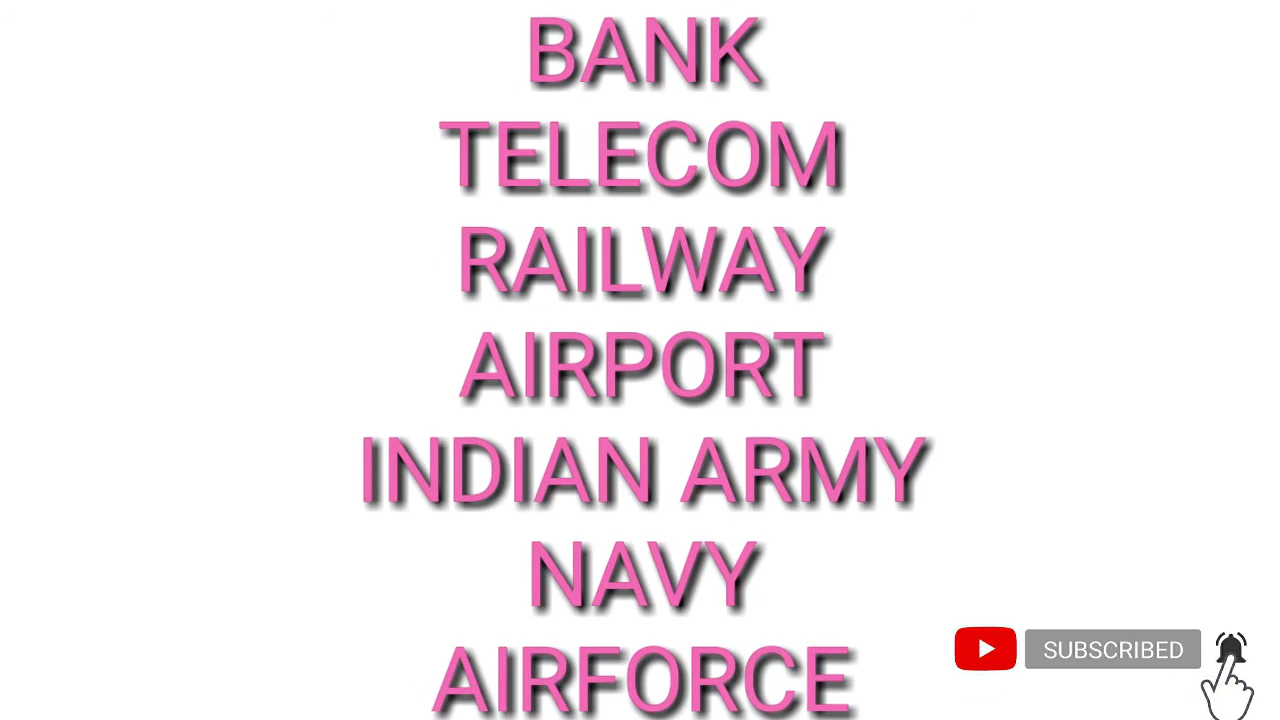 BANK
TELECOM
RAILWAY
AIRPORT
INDIAN ARMY
NAVY
SUBSCRIBED
AIRFORCE